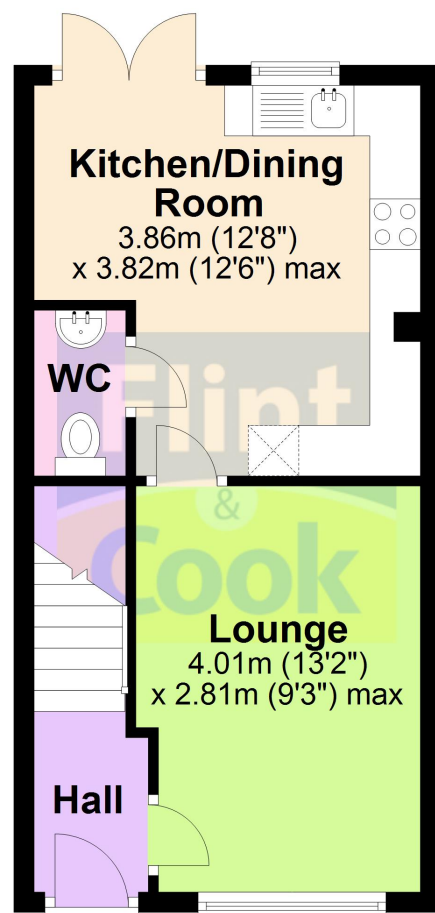 Kitchen/Dining
Room
3.86m (12'8")
x 3.82m (12'6") max
WC
Flint
&
Cook
Lounge
4.01m (13'2")
x 2.81m (9'3") max
Hall